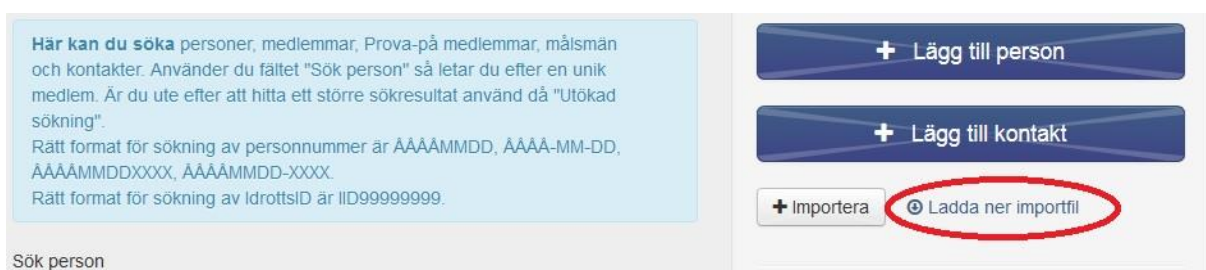 Här kan du söka personer, medlemmar, Prova-på medlemmar, målsmän
och kontakter. Använder du fältet "Sök person" så letar du efter en unik
medlem. Är du ute efter att hitta ett större sökresultat använd då "Utökad
sökning".
Rätt format för sökning av personnummer är ÅÅÅÅMMDD, ÅÅÅÅ-MM-DD,
ÅÅÅÅMMDDXXXX, ÅÅÅÅMMDD-XXXX.
Rätt format för sökning av IdrottsID är IID99999999.
Sök person
+ Lägg till person
+ Lägg till kontakt
+ Importera
Ladda ner importfil